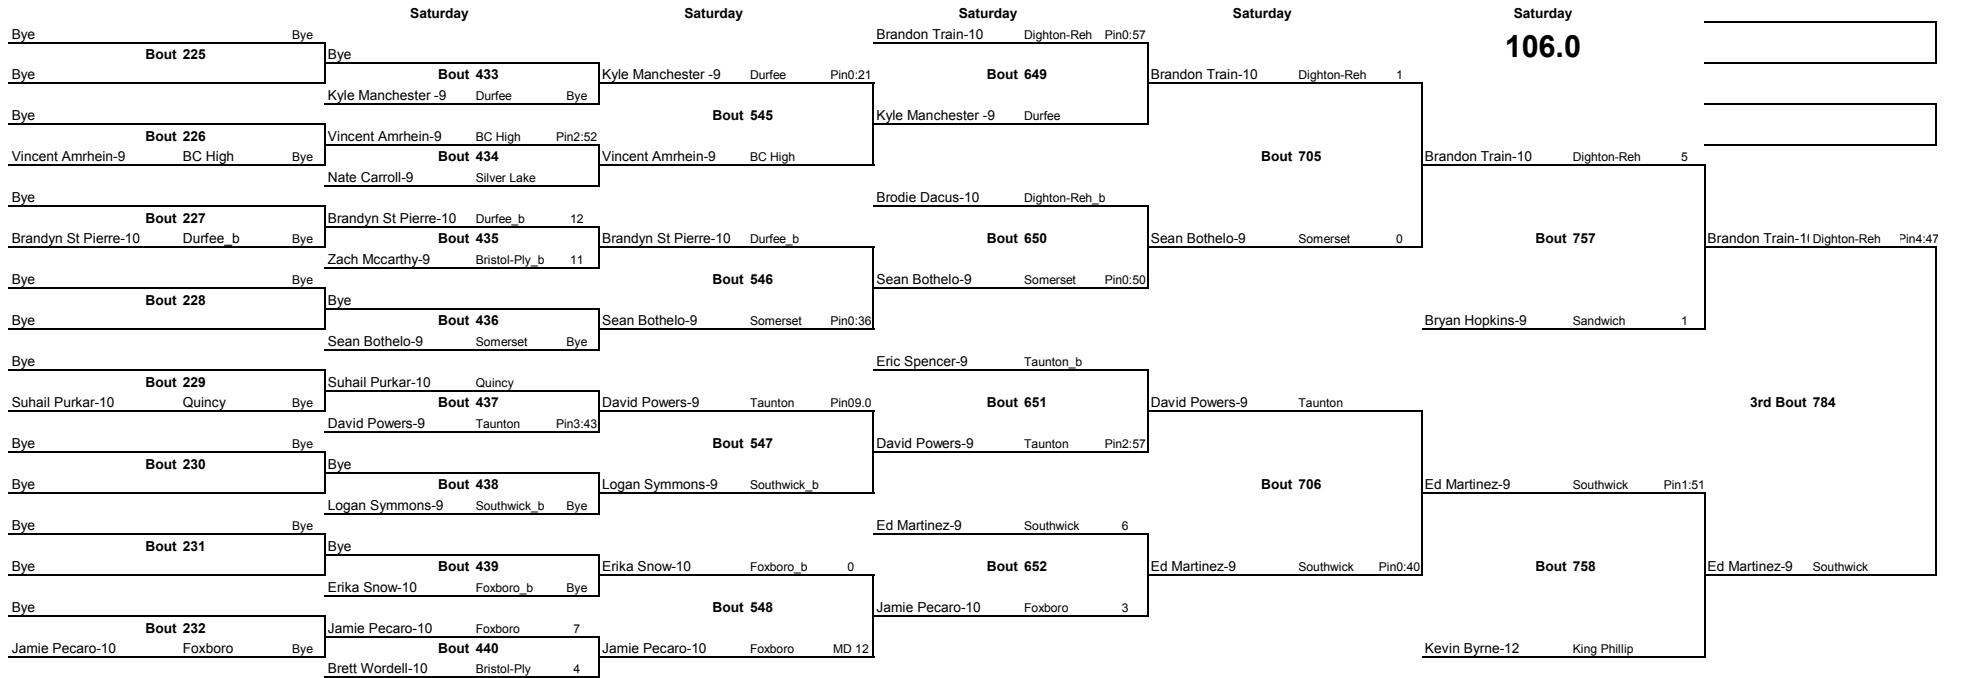 Saturday Saturday Saturday Saturday Saturday
Bye Bye Brandon Train-10 Dighton-Reh Pin0:57
106.0
Bout 225 Bye
Bye Bout 433 Kyle Manchester -9 Durfee Pin0:21 Bout 649 Brandon Train-10 Dighton-Reh 1
Kyle Manchester -9 Durfee Bye
Bye Bout 545 Kyle Manchester -9 Durfee
Bout 226 Vincent Amrhein-9 BC High Pin2:52
Vincent Amrhein-9 BC High Bye Bout 434 Vincent Amrhein-9 BC High Bout 705 Brandon Train-10 Dighton-Reh 5
Nate Carroll-9 Silver Lake
Bye Brodie Dacus-10 Dighton-Reh_b
Bout 227 Brandyn St Pierre-10 Durfee_b 12
Brandyn St Pierre-10 Durfee_b Bye Bout 435 Brandyn St Pierre-10 Durfee_b Bout 650 Sean Bothelo-9 Somerset 0 Bout 757 Brandon Train-1( Dighton-Reh Pin4:47
Zach Mccarthy-9 Bristol-Ply_b 11
Bye Bye Bout 546 Sean Bothelo-9 Somerset Pin0:50
Bout 228 Bye
Bye Bout 436 Sean Bothelo-9 Somerset Pin0:36 Bryan Hopkins-9 Sandwich 1
Sean Bothelo-9 Somerset Bye
Bye Eric Spencer-9 Taunton_b
Bout 229 Suhail Purkar-10 Quincy
Suhail Purkar-10 Quincy Bye Bout 437 David Powers-9 Taunton Pin09.0 Bout 651 David Powers-9 Taunton 3rd Bout 784
David Powers-9 Taunton Pin3:43
Bye Bye Bout 547 David Powers-9 Taunton Pin2:57
Bout 230 Bye
Bye Bout 438 Logan Symmons-9 Southwick_b Bout 706 Ed Martinez-9 Southwick Pin1:51
Logan Symmons-9 Southwick_b Bye
Bye Bye Ed Martinez-9 Southwick 6
Bout 231 Bye
Bye Bout 439 Erika Snow-10 Foxboro_b 0 Bout 652 Ed Martinez-9 Southwick Pin0:40 Bout 758 Ed Martinez-9 Southwick
Erika Snow-10 Foxboro_b Bye
Bye Bout 548 Jamie Pecaro-10 Foxboro 3
Bout 232 Jamie Pecaro-10 Foxboro 7
Jamie Pecaro-10 Foxboro Bye Bout 440 Jamie Pecaro-10 Foxboro MD 12 Kevin Byrne-12 King Phillip
Brett Wordell-10 Bristol-Ply 4